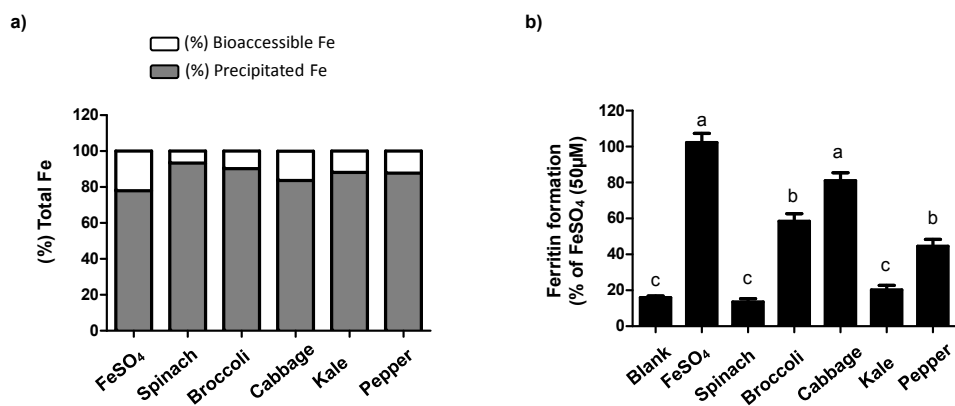 a)
(%) Bioaccessible Fe
(%) Precipitated Fe
(%) Total Fe
120
100
80
60
40
20
0
FeSO₄
Spinach
Broccoli
Cabbage
Kale
Pepper
b)
Ferritin formation
(% of FeSO₄ (50µM)
120
100
80
60
40
20
0
c
a
c
b
a
c
b
Blank
FeSO₄
Spinach
Broccoli
Cabbage
Kale
Pepper